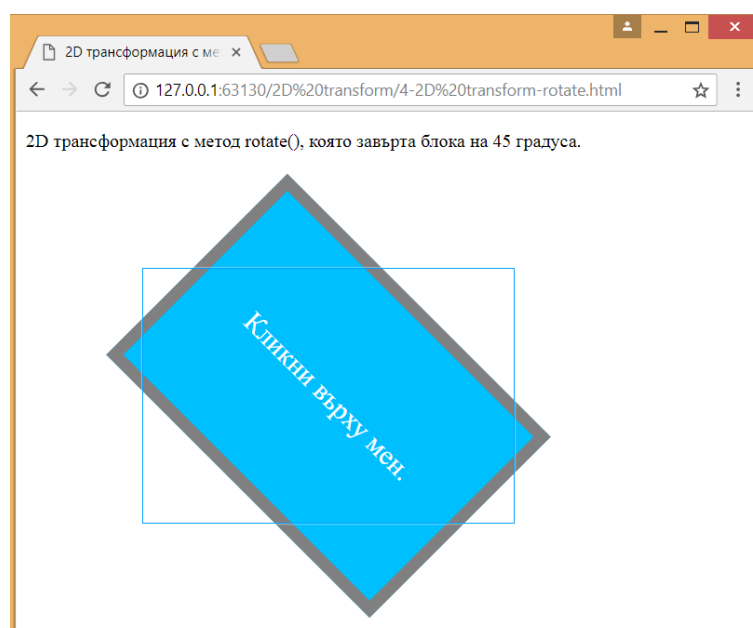 2D трансформация с ме
127.0.0.1:63130/2D%20transform/4-2D%20transform-rotate.html
2D трансформация с метод rotate(), която завърта блока на 45 градуса.
Кликни върху мен.